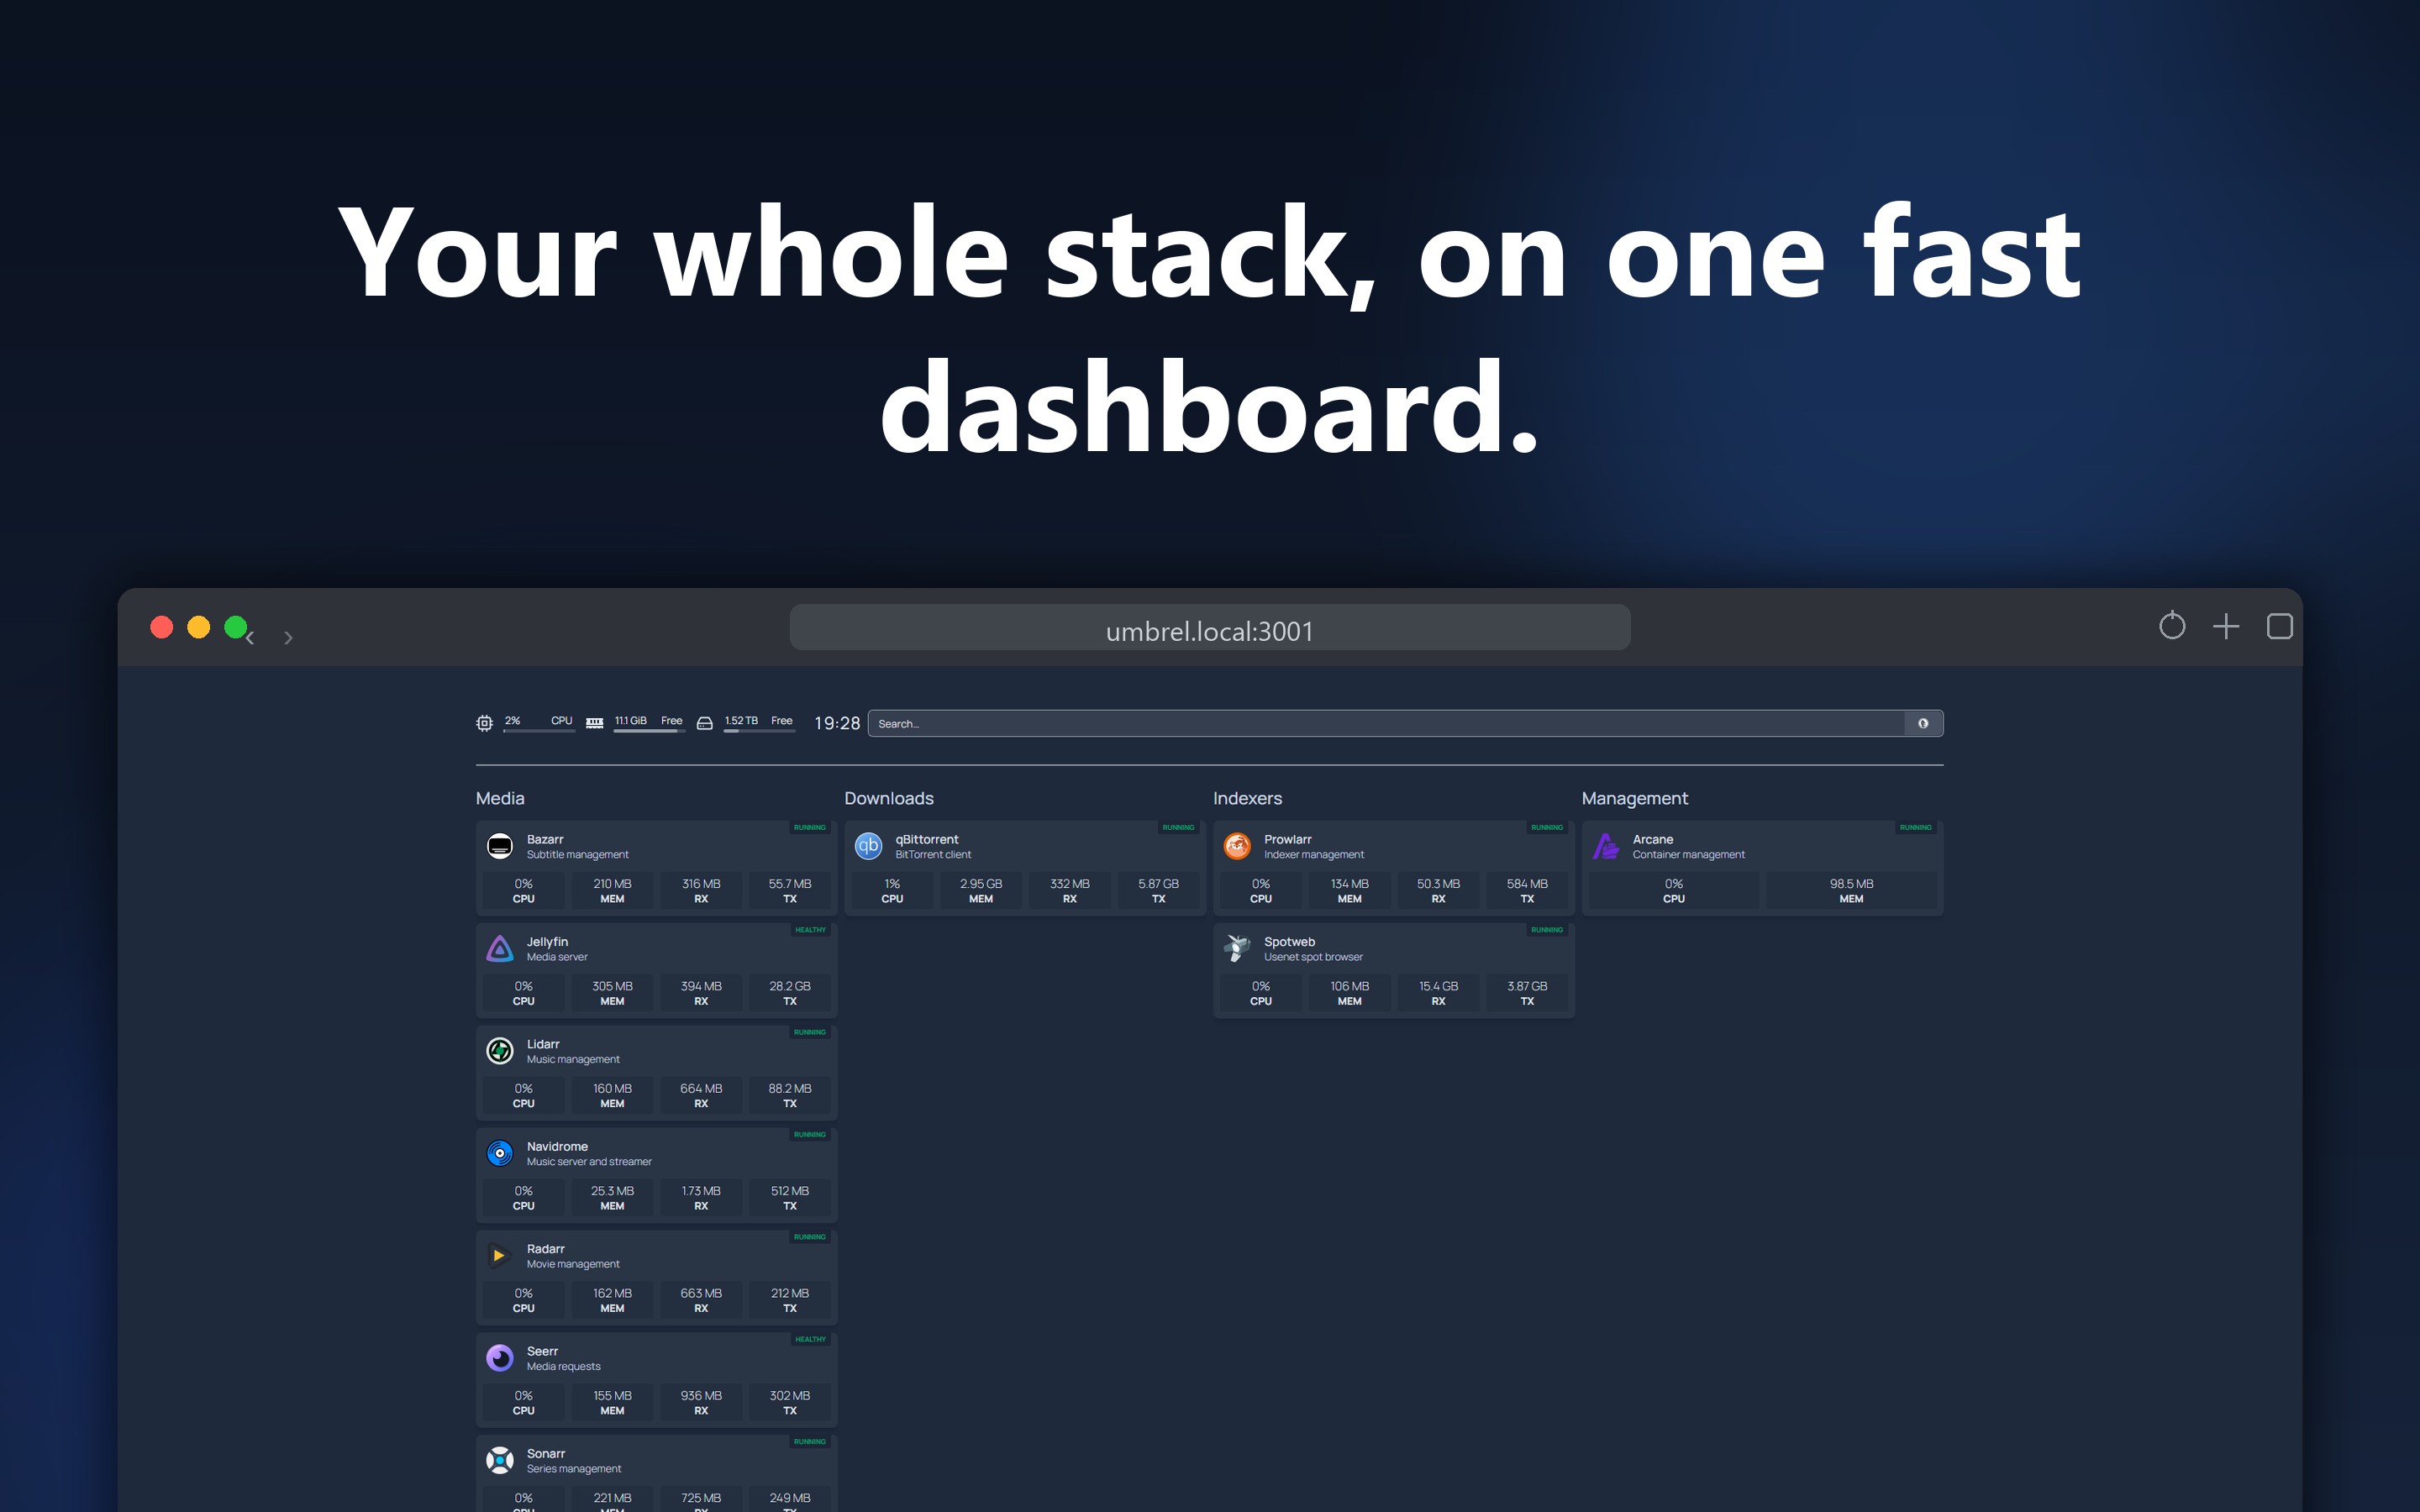 Your whole stack, on one fast
dashboard.
umbrel.local:3001
2% CPU 11.1 GiB Free 1.52 TB Free 19:28 Search...
Media Downloads Indexers Management
RUNNING
Bazarr
Subtitle management
0% 210 MB 316 MB 55.7 MB
CPU MEM RX TX
HEALTHY
Jellyfin
Media server
0% 305 MB 394 MB 28.2 GB
CPU MEM RX TX
RUNNING
Lidarr
Music management
0% 160 MB 664 MB 88.2 MB
CPU MEM RX TX
RUNNING
Navidrome
Music server and streamer
0% 25.3 MB 1.73 MB 512 MB
CPU MEM RX TX
RUNNING
Radarr
Movie management
0% 162 MB 663 MB 212 MB
CPU MEM RX TX
HEALTHY
Seerr
Media requests
0% 155 MB 936 MB 302 MB
CPU MEM RX TX
RUNNING
Sonarr
Series management
0% 221 MB 725 MB 249 MB
CPU MEM RX TX
RUNNING
qb
qBittorrent
BitTorrent client
1% 2.95 GB 332 MB 5.87 GB
CPU MEM RX TX
RUNNING
Prowlarr
Indexer management
0% 134 MB 50.3 MB 584 MB
CPU MEM RX TX
RUNNING
Spotweb
Usenet spot browser
0% 106 MB 15.4 GB 3.87 GB
CPU MEM RX TX
RUNNING
Arcane
Container management
0% 98.5 MB
CPU MEM